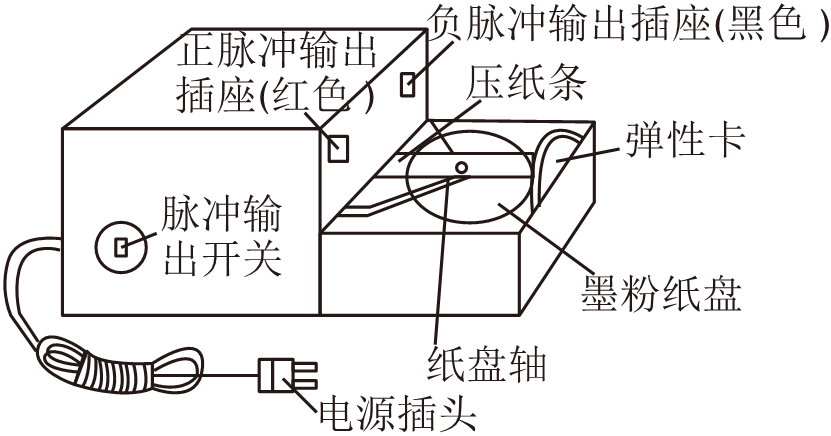 负脉冲输出插座(黑色)
正脉冲输出
插座(红色)
压纸条
弹性卡
脉冲输
出开关
墨粉纸盘
纸盘轴
电源插头